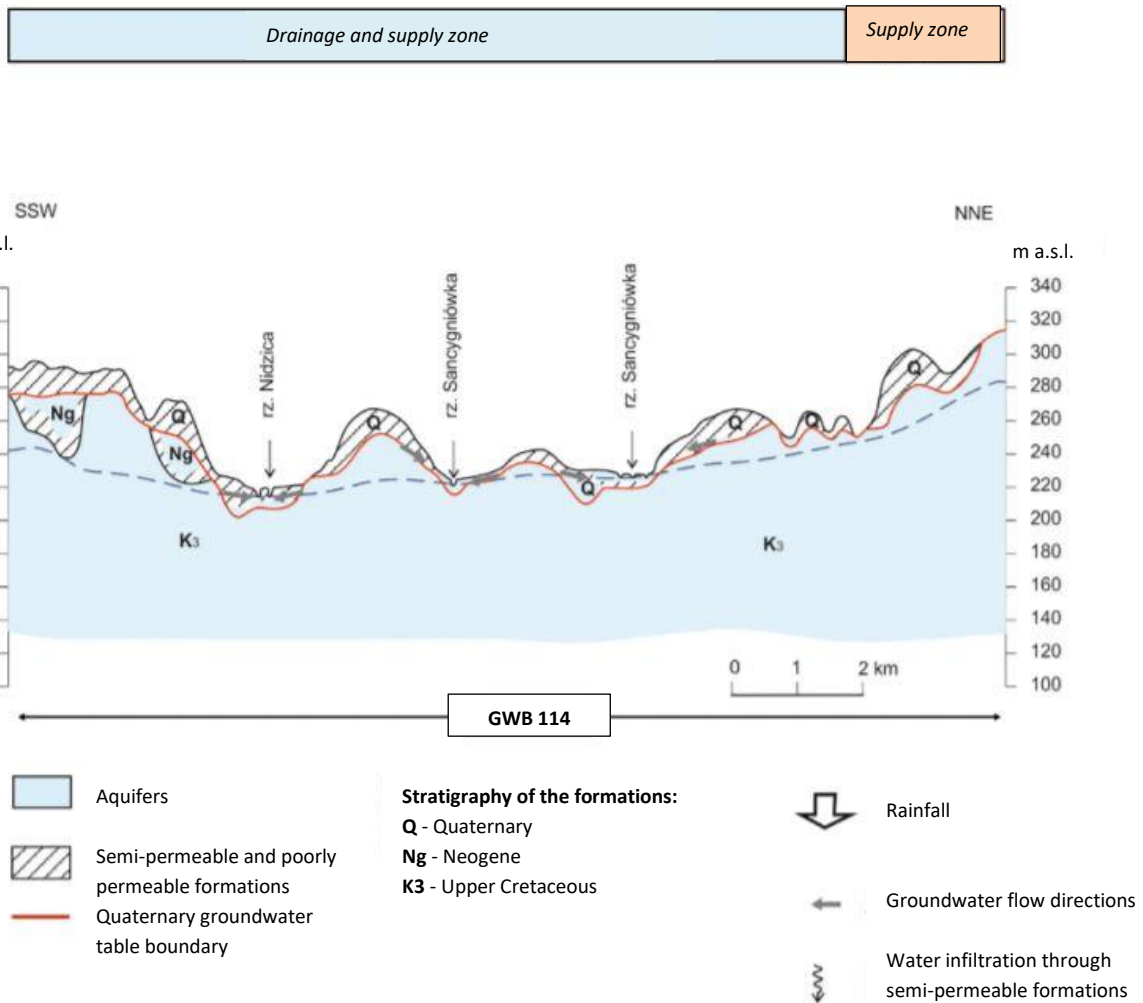 Drainage and supply zone
Supply zone
SSW
NNE
.l.
m a.s.l.
rz. Nidzica
rz. Sancygniówka
rz. Sancygniówka
340
320
300
280
260
240
220
200
180
160
140
120
100
Ng
Q
Ng
Q
Q
Q
Q
Q
K3
K3
0 1 2 km
GWB 114
Aquifers
Semi-permeable and poorly
permeable formations
Quaternary groundwater
table boundary
Stratigraphy of the formations:
Q - Quaternary
Ng - Neogene
K3 - Upper Cretaceous
Rainfall
Groundwater flow directions
Water infiltration through
semi-permeable formations